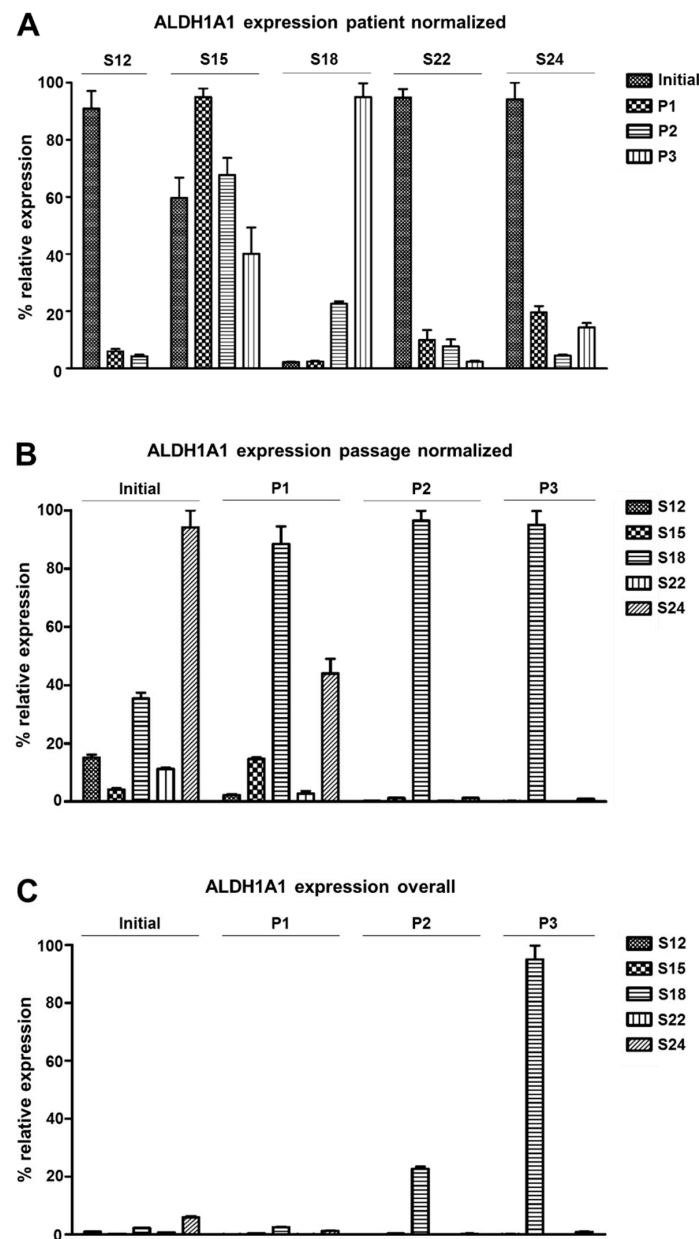 A
ALDH1A1 expression patient normalized
S12 S15 S18 S22 S24
% relative expression
100
80
60
40
20
0
Initial
P1
P2
P3
B
ALDH1A1 expression passage normalized
Initial P1 P2 P3
% relative expression
100
80
60
40
20
0
S12
S15
S18
S22
S24
C
ALDH1A1 expression overall
Initial P1 P2 P3
% relative expression
100
80
60
40
20
0
S12
S15
S18
S22
S24